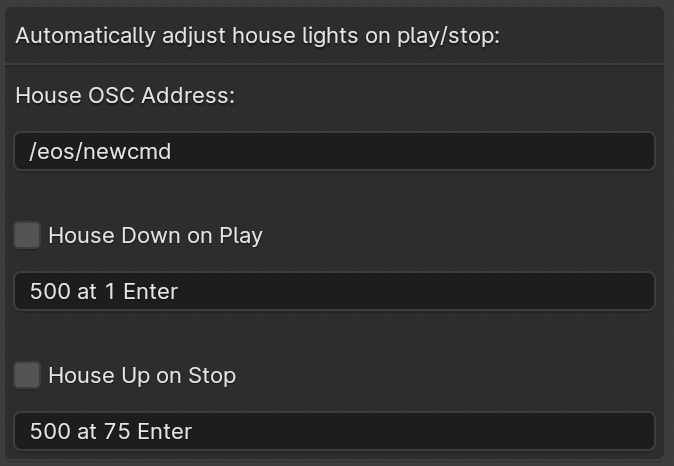 Automatically adjust house lights on play/stop:
House OSC Address:
/eos/newcmd
House Down on Play
500 at 1 Enter
House Up on Stop
500 at 75 Enter